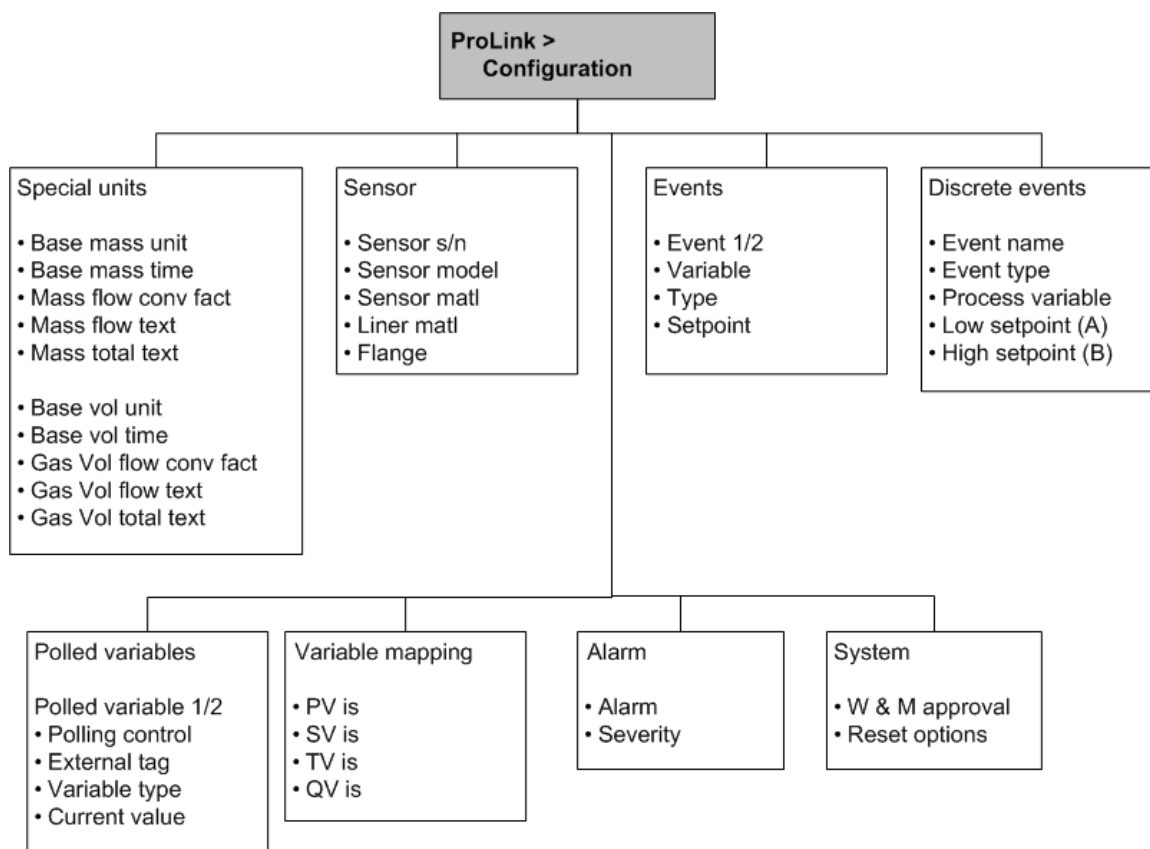 ProLink >
Configuration
Special units
• Base mass unit
• Base mass time
• Mass flow conv fact
• Mass flow text
• Mass total text
• Base vol unit
• Base vol time
• Gas Vol flow conv fact
• Gas Vol flow text
• Gas Vol total text
Sensor
• Sensor s/n
• Sensor model
• Sensor matl
• Liner matl
• Flange
Events
• Event 1/2
• Variable
• Type
• Setpoint
Discrete events
• Event name
• Event type
• Process variable
• Low setpoint (A)
• High setpoint (B)
Polled variables
Polled variable 1/2
• Polling control
• External tag
• Variable type
• Current value
Variable mapping
• PV is
• SV is
• TV is
• QV is
Alarm
• Alarm
• Severity
System
• W & M approval
• Reset options